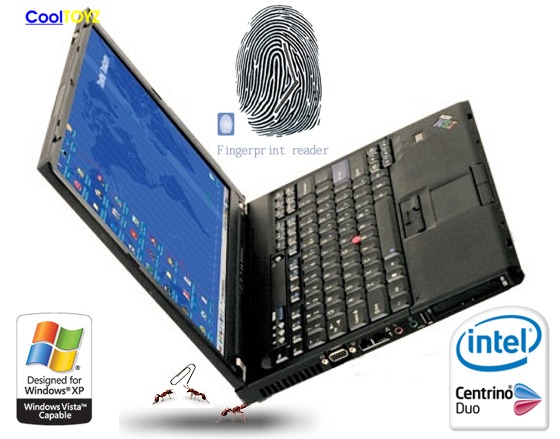 CoolTOYZ
Fingerprint reader
Designed for
Windows® XP
Windows Vista™
Capable
intel®
Centrino
Duo